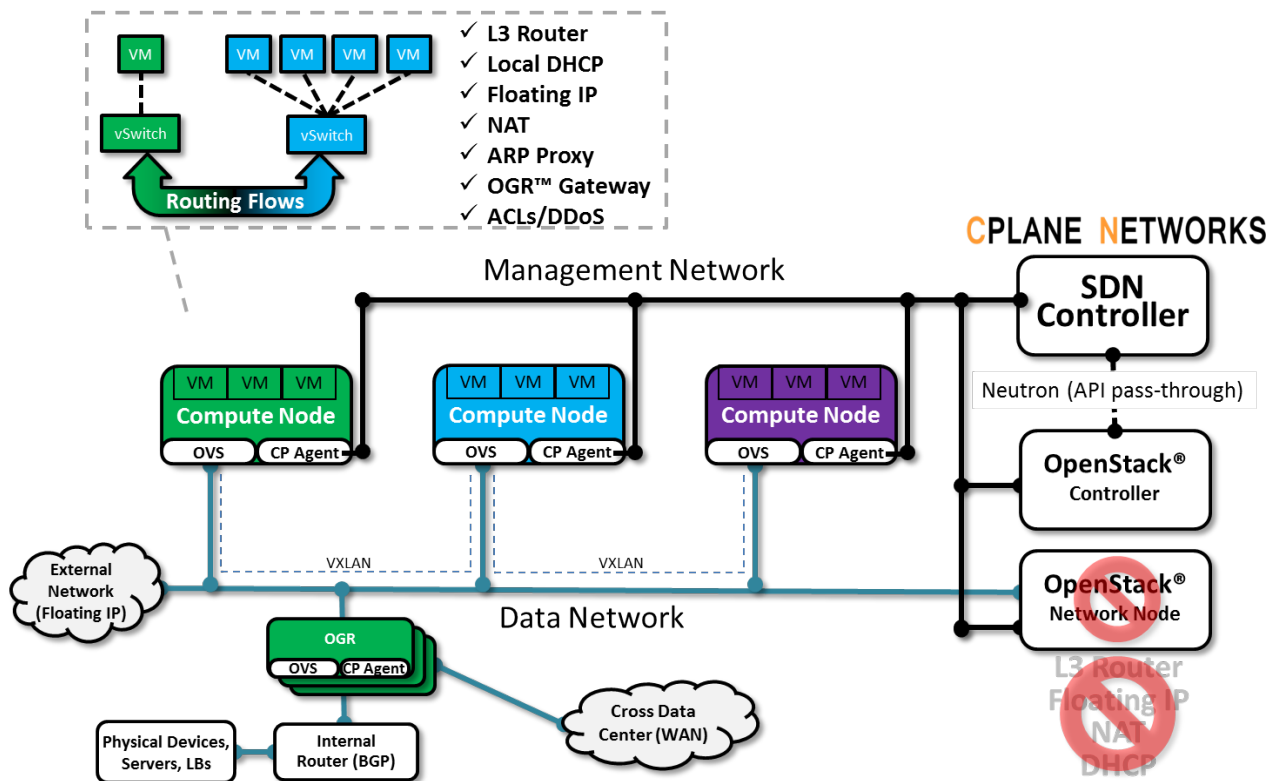 VM
VM VM VM VM
vSwitch
vSwitch
Routing Flows
✓ L3 Router
✓ Local DHCP
✓ Floating IP
✓ NAT
✓ ARP Proxy
✓ OGR™ Gateway
✓ ACLs/DDoS
CPLANE NETWORKS
Management Network
SDN
Controller
Neutron (API pass-through)
VM VM VM
Compute Node
OVS CP Agent
VM VM VM
Compute Node
OVS CP Agent
VM VM VM
Compute Node
OVS CP Agent
OpenStack®
Controller
VXLAN
VXLAN
External
Network
(Floating IP)
Data Network
OpenStack®
Network Node
L3 Router
Floating IP
NAT
DHCP
OGR
OVS CP Agent
Cross Data
Center (WAN)
Physical Devices,
Servers, LBs
Internal
Router (BGP)